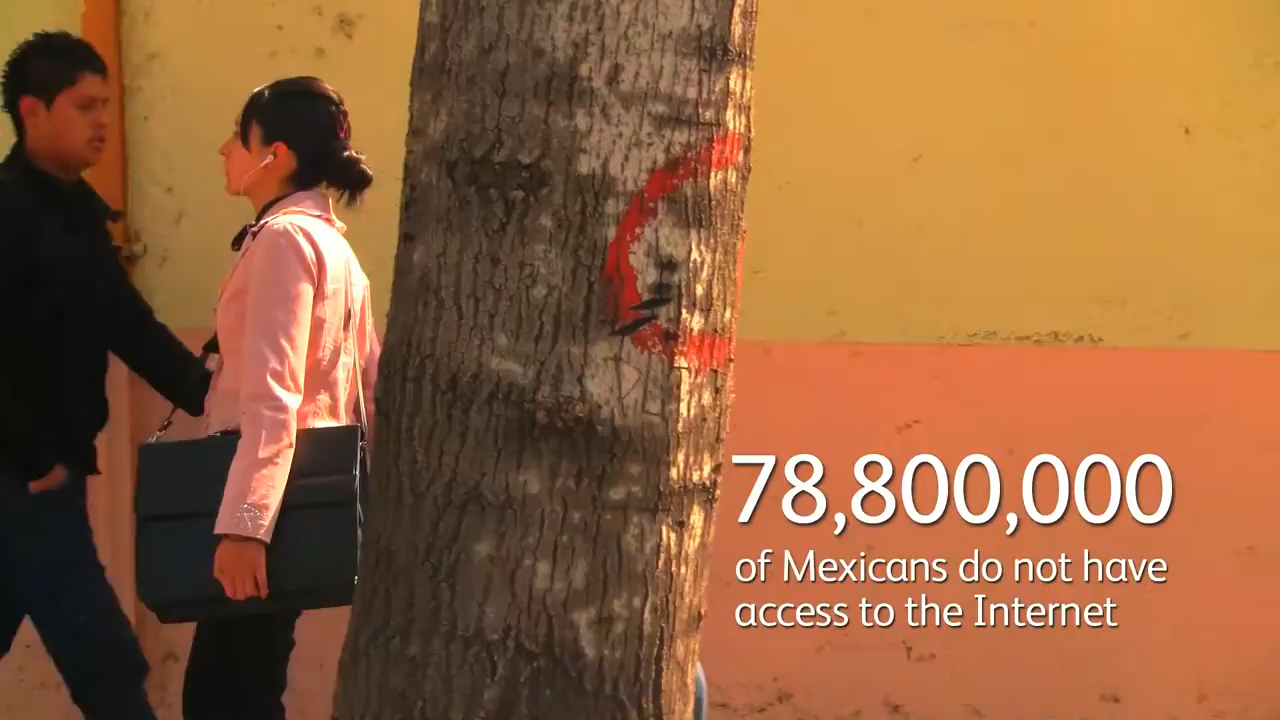 78,800,000
of Mexicans do not have
access to the Internet